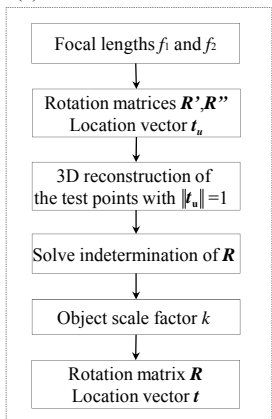 Focal lengths f₁ and f₂
Rotation matrices R’,R”
Location vector tᵤ
3D reconstruction of
the test points with ‖tᵤ‖=1
Solve indetermination of R
Object scale factor k
Rotation matrix R
Location vector t